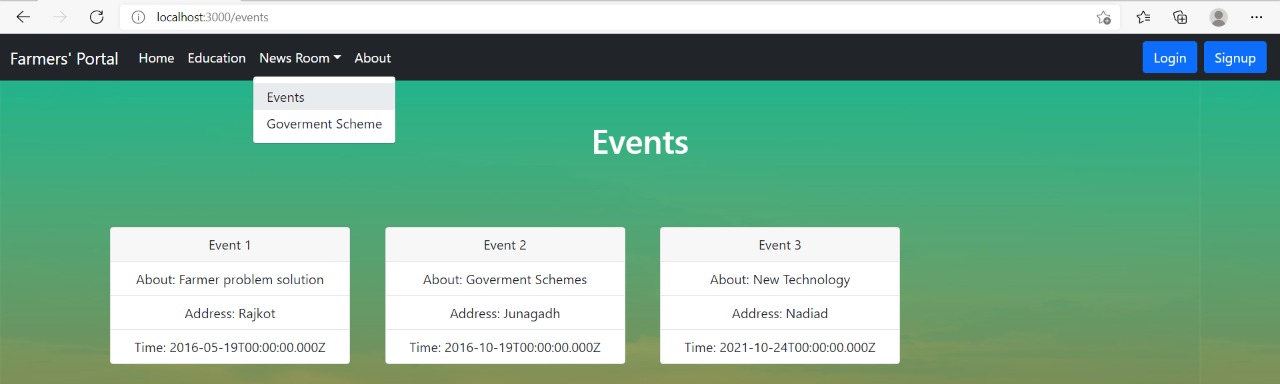 localhost:3000/events
Farmers' Portal Home Education News Room About Login Signup
Events
Goverment Scheme
Events
Event 1 Event 2 Event 3
About: Farmer problem solution About: Goverment Schemes About: New Technology
Address: Rajkot Address: Junagadh Address: Nadiad
Time: 2016-05-19T00:00:00.000Z Time: 2016-10-19T00:00:00.000Z Time: 2021-10-24T00:00:00.000Z